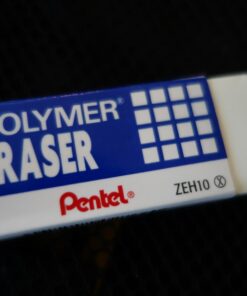 OLYMER®
RASER
Pentel®
ZEH10 Ⓧ